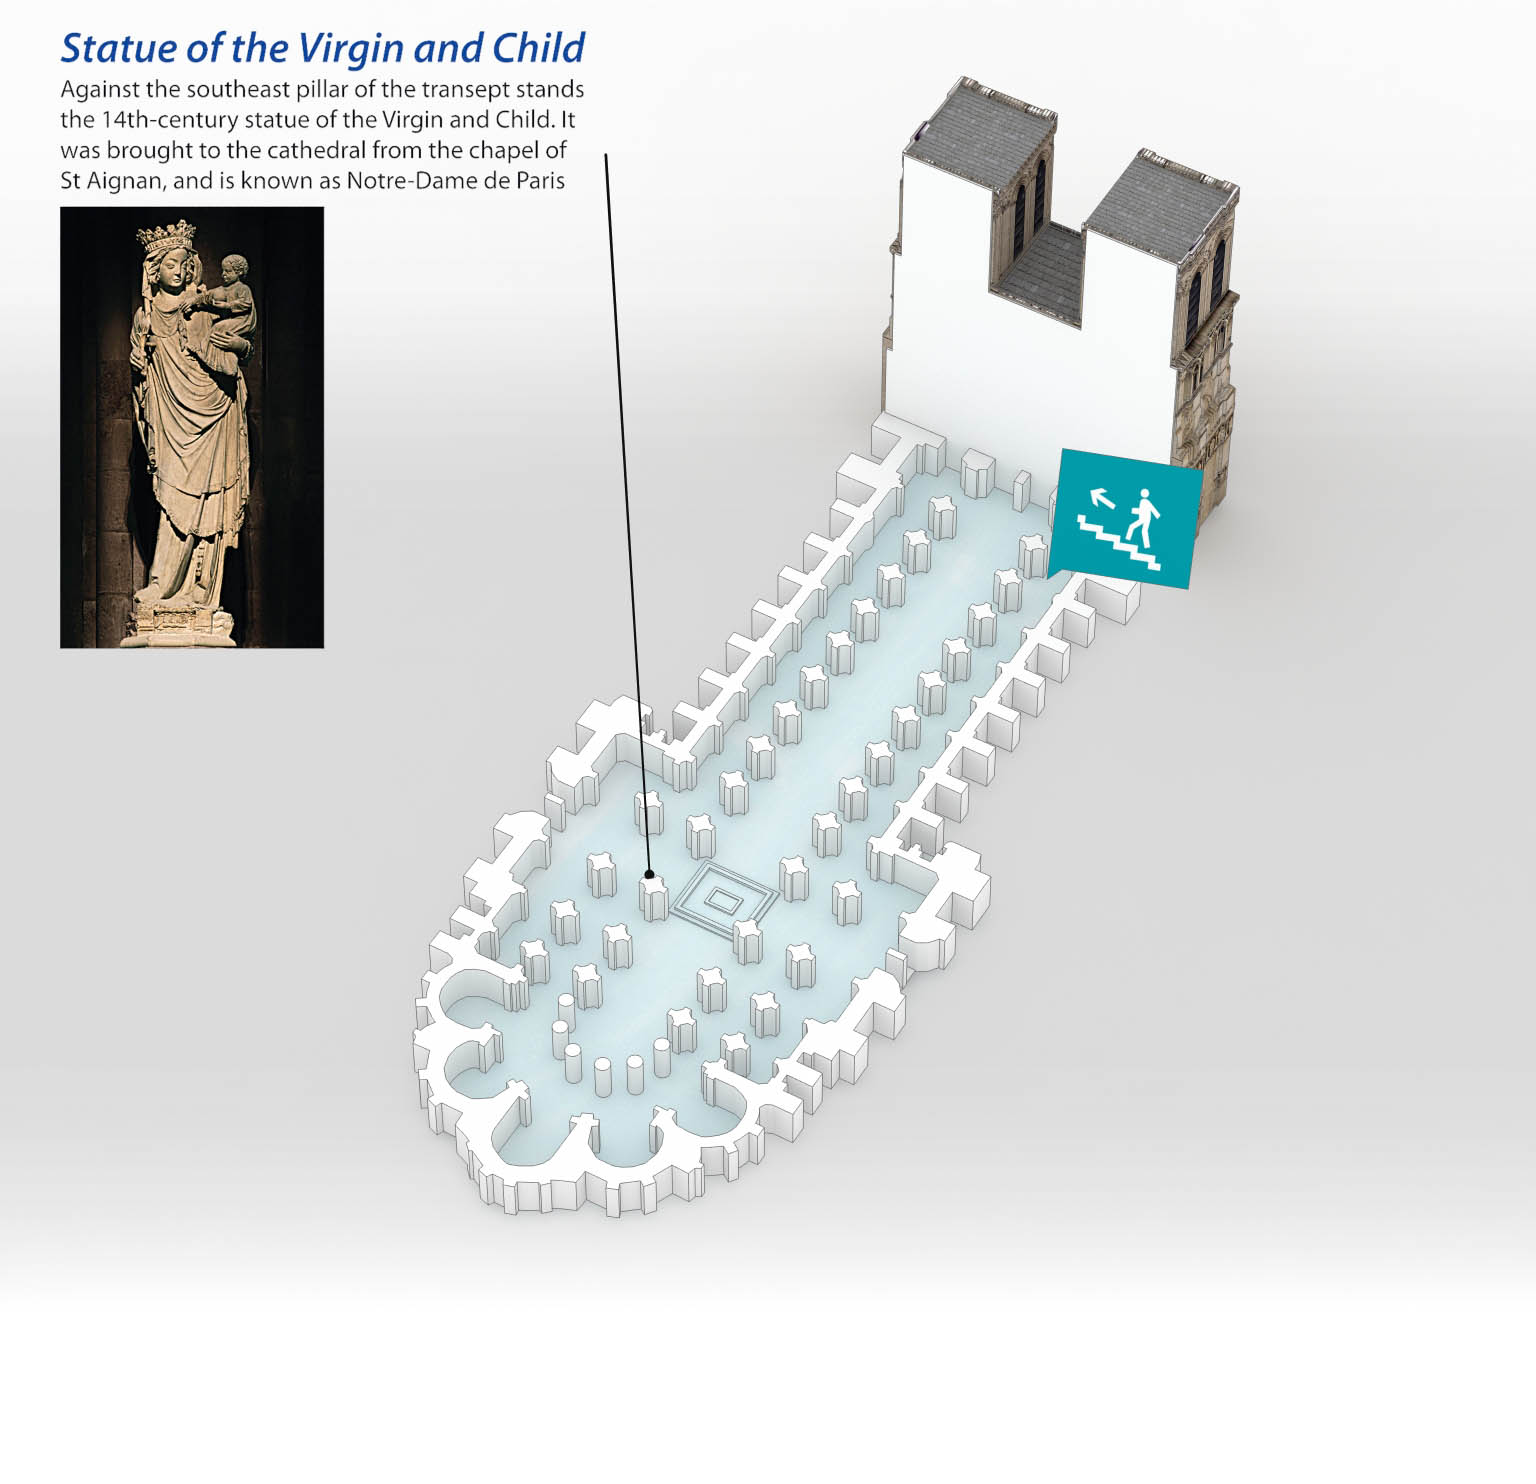 Statue of the Virgin and Child
Against the southeast pillar of the transept stands
the 14th-century statue of the Virgin and Child. It
was brought to the cathedral from the chapel of
St Aignan, and is known as Notre-Dame de Paris